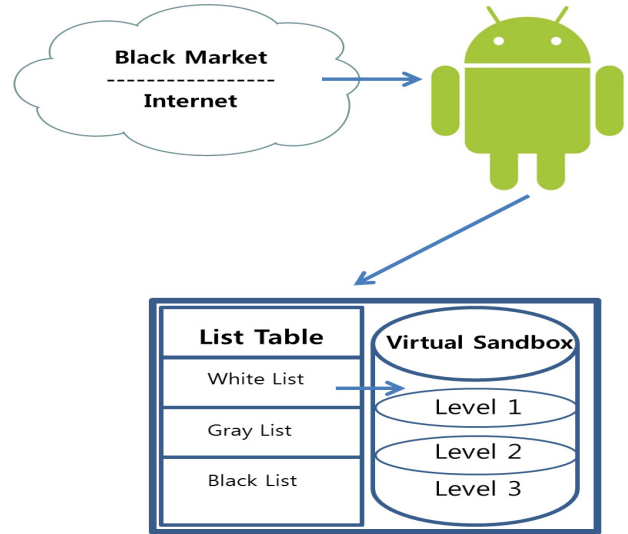 Black Market
------------------
Internet
List Table
White List
Gray List
Black List
Virtual Sandbox
Level 1
Level 2
Level 3